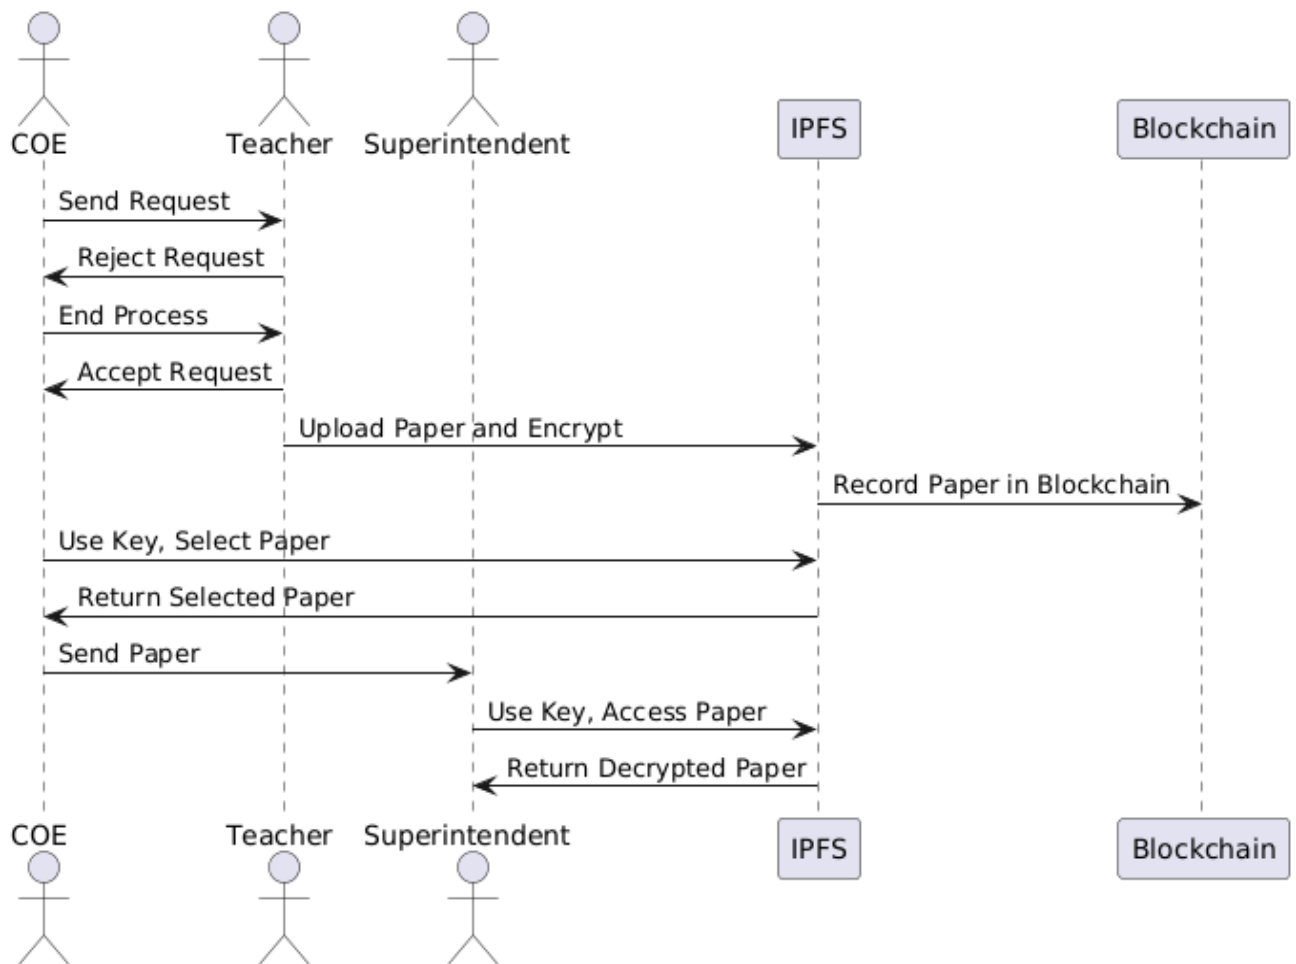 COE
Teacher
Superintendent
IPFS
Blockchain
Send Request
Reject Request
End Process
Accept Request
Upload Paper and Encrypt
Record Paper in Blockchain
Use Key, Select Paper
Return Selected Paper
Send Paper
Use Key, Access Paper
Return Decrypted Paper
COE
Teacher
Superintendent
IPFS
Blockchain